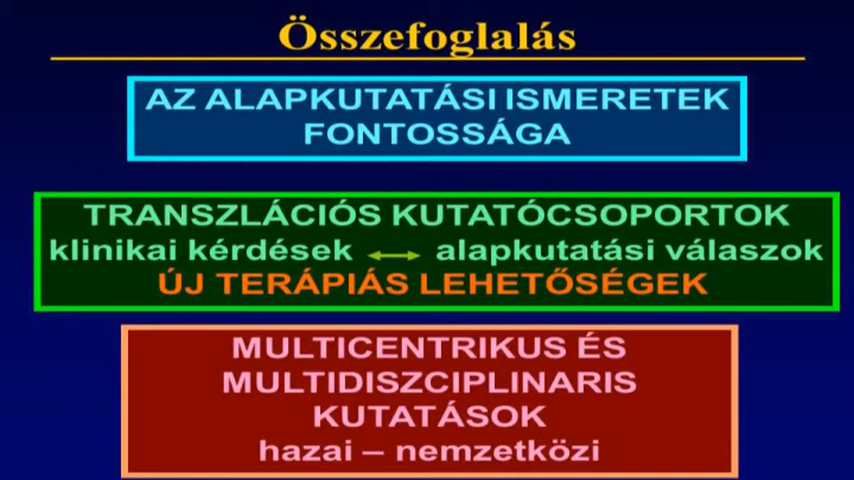 Összefoglalás
AZ ALAPKUTATÁSI ISMERETEK
FONTOSSÁGA
TRANSZLÁCIÓS KUTATÓCSOPORTOK
klinikai kérdések ↔ alapkutatási válaszok
ÚJ TERÁPIÁS LEHETŐSÉGEK
MULTICENTRIKUS ÉS
MULTIDISZCIPLINARIS
KUTATÁSOK
hazai – nemzetközi